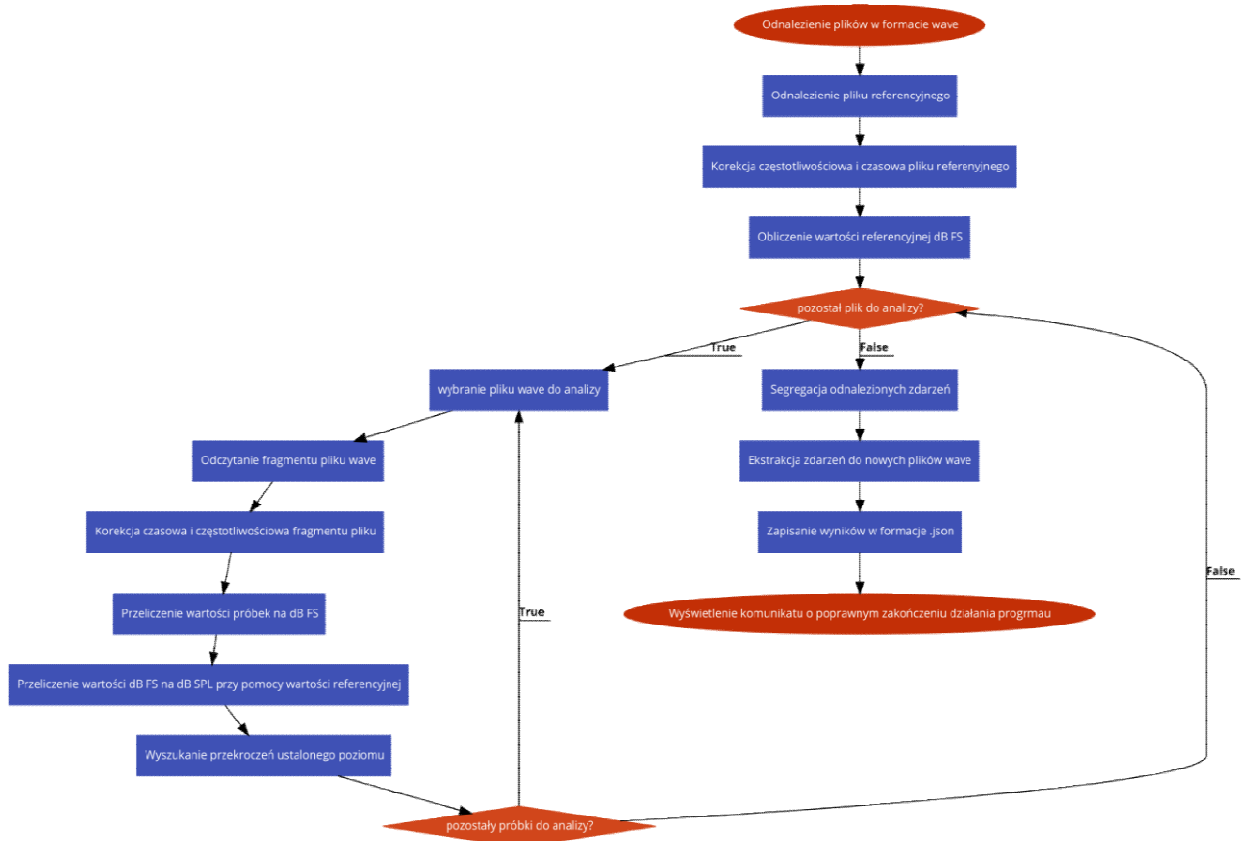 Odnalezienie plików w formacie wave
Odnalezienie pliku referencyjnego
Korekcja częstotliwościowa i czasowa pliku referenyjnego
Obliczenie wartości referencyjnej dB FS
pozostał plik do analizy?
True
False
wybranie pliku wave do analizy
Segregacja odnalezionych zdarzeń
Odczytanie fragmentu pliku wave
Ekstrakcja zdarzeń do nowych plików wave
Korekcja czasowa i częstotliwościowa fragmentu pliku
Zapisanie wyników w formacje .json
False
Przeliczenie wartości próbek na dB FS
True
Wyświetlenie komunikatu o poprawnym zakończeniu działania progrmau
Przeliczenie wartości dB FS na dB SPL przy pomocy wartości referencyjnej
Wyszukanie przekroczeń ustalonego poziomu
pozostały próbki do analizy?